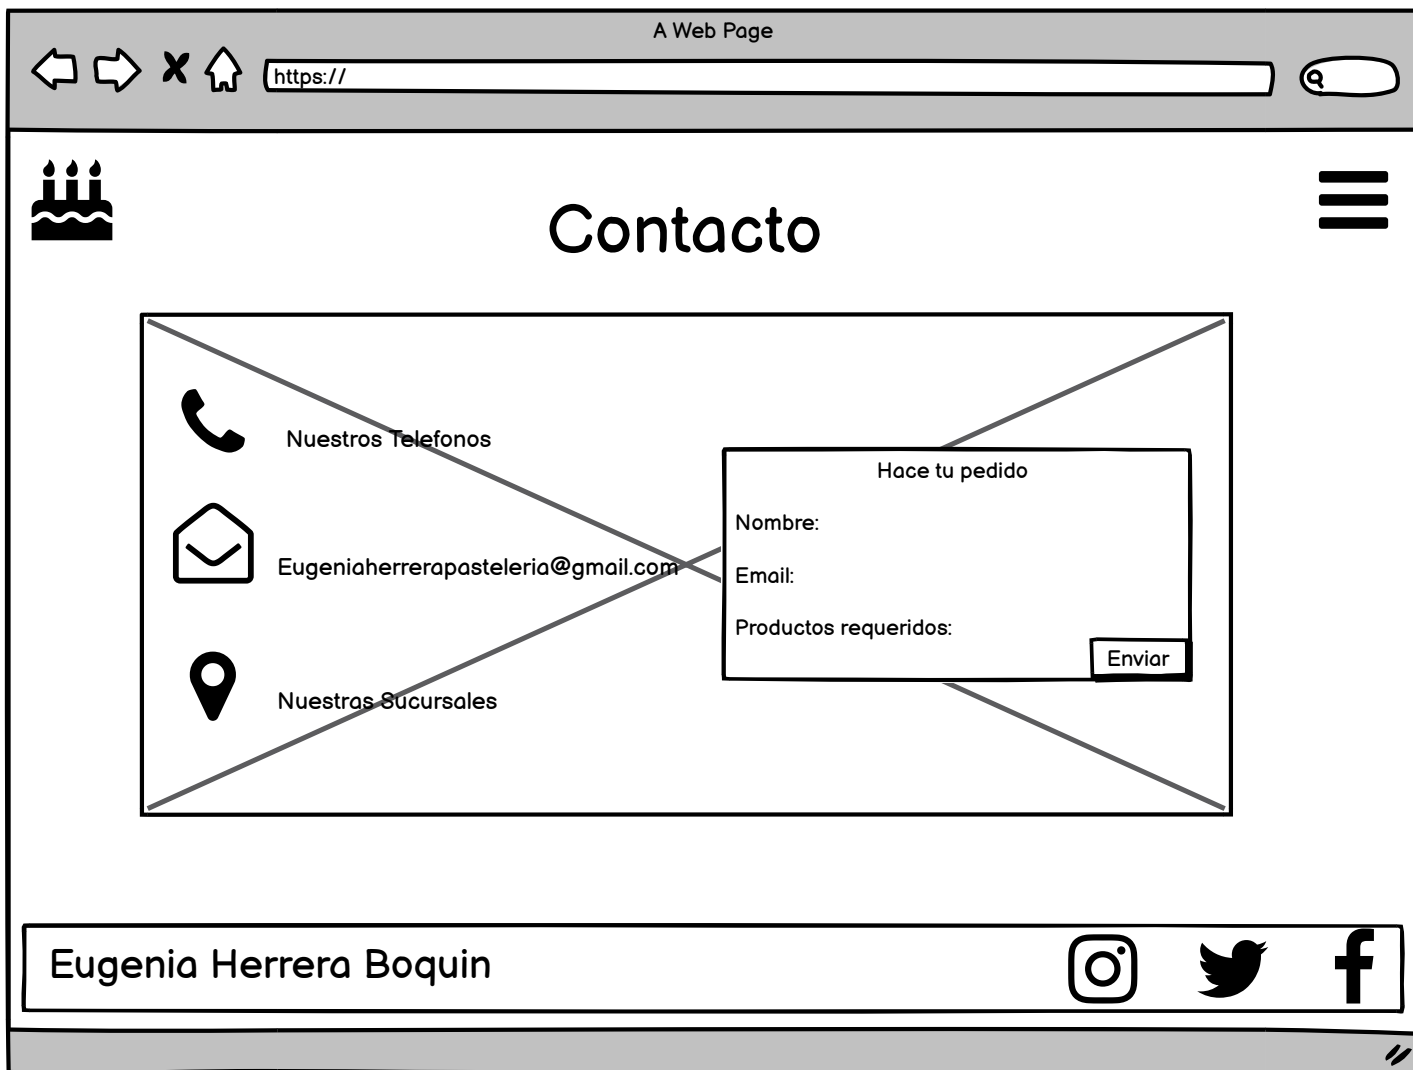 A Web Page
https://
Contacto
Nuestros Telefonos
Eugeniaherrerapasteleria@gmail.com
Nuestras Sucursales
Hace tu pedido
Nombre:
Email:
Productos requeridos:
Enviar
Eugenia Herrera Boquin